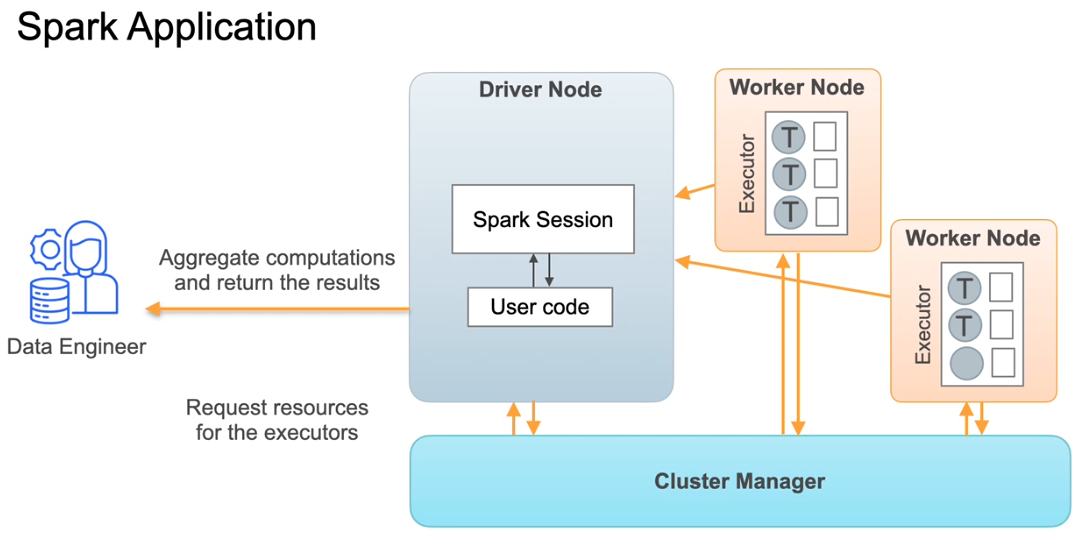 Spark Application
Driver Node
Spark Session
User code
Worker Node
Executor
T
T
T
Worker Node
Executor
T
T
Aggregate computations
and return the results
Data Engineer
Request resources
for the executors
Cluster Manager